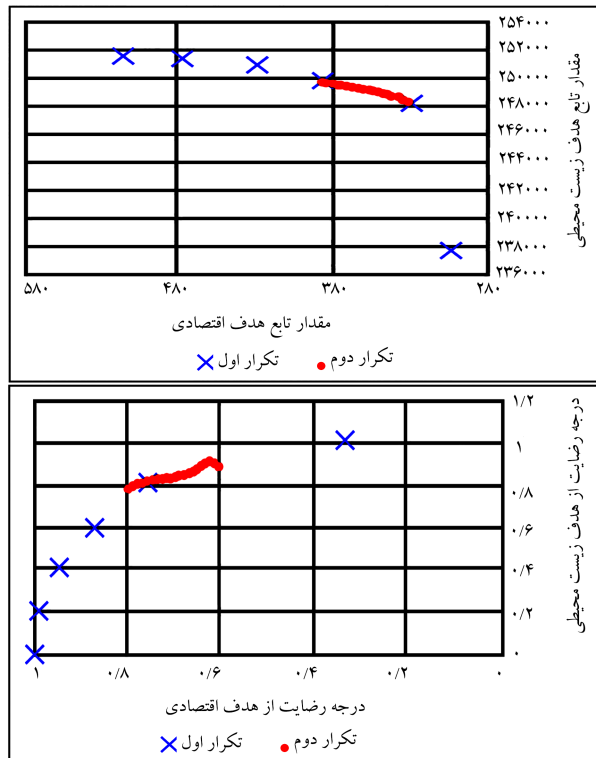 ۲۵۴۰۰۰
۲۵۲۰۰۰
۲۵۰۰۰۰
۲۴۸۰۰۰
۲۴۶۰۰۰
۲۴۴۰۰۰
۲۴۲۰۰۰
۲۴۰۰۰۰
۲۳۸۰۰۰
۲۳۶۰۰۰
مقدار تابع هدف زیست محیطی
۲۸۰ ۳۸۰ ۴۸۰ ۵۸۰
مقدار تابع هدف اقتصادی
تکرار دوم تکرار اول
۱/۲
۱
۰/۸
۰/۶
۰/۴
۰/۲
۰
درجه رضایت از هدف زیست محیطی
۰ ۰/۲ ۰/۴ ۰/۶ ۰/۸ ۱
درجه رضایت از هدف اقتصادی
تکرار دوم تکرار اول